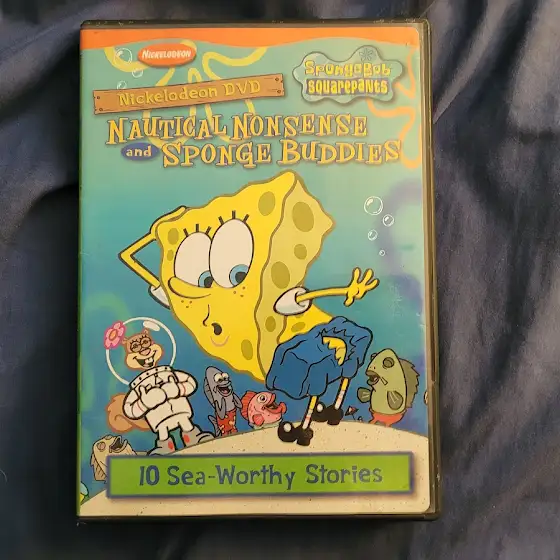 NICKELODEON
Nickelodeon DVD
SpongeBob
SquarePants
NAUTICAL NONSENSE
and SPONGE BUDDIES
10 Sea-Worthy Stories